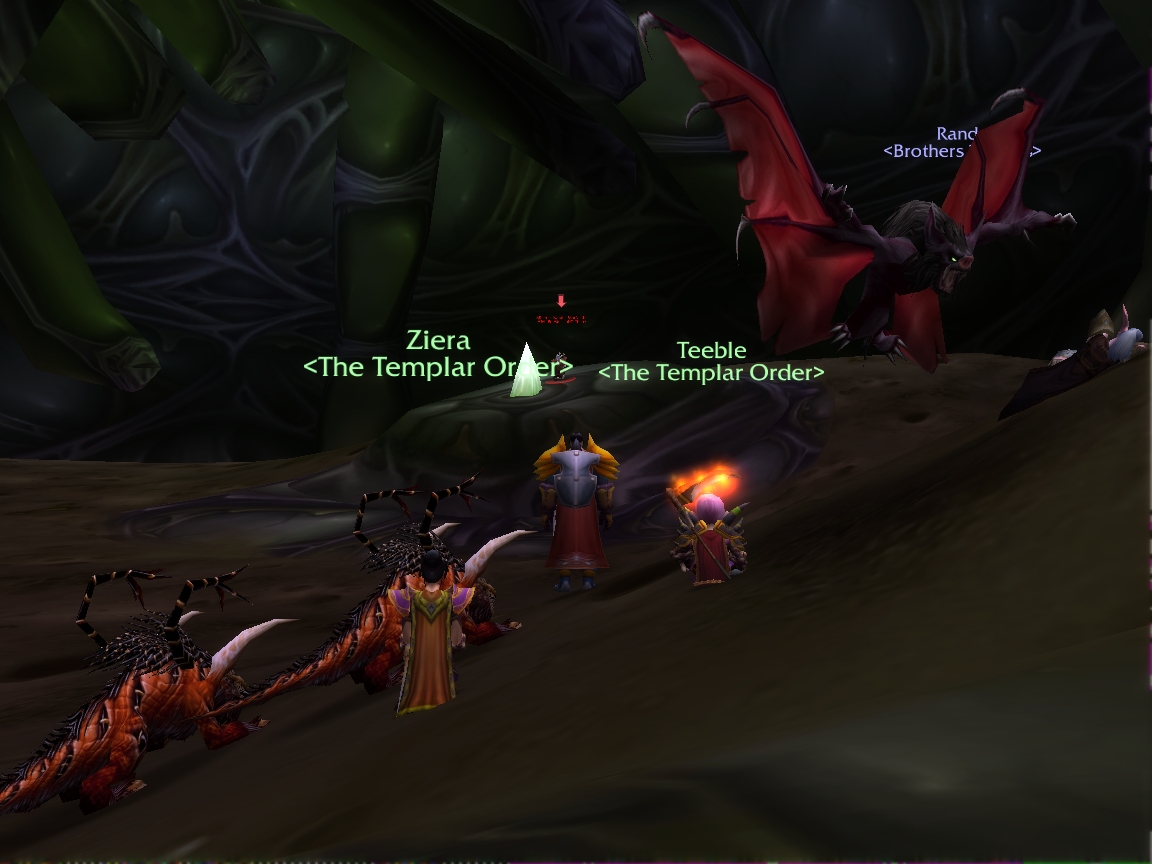 Rand
<Brothers
Ziera
<The Templar Order>
Teeble
<The Templar Order>